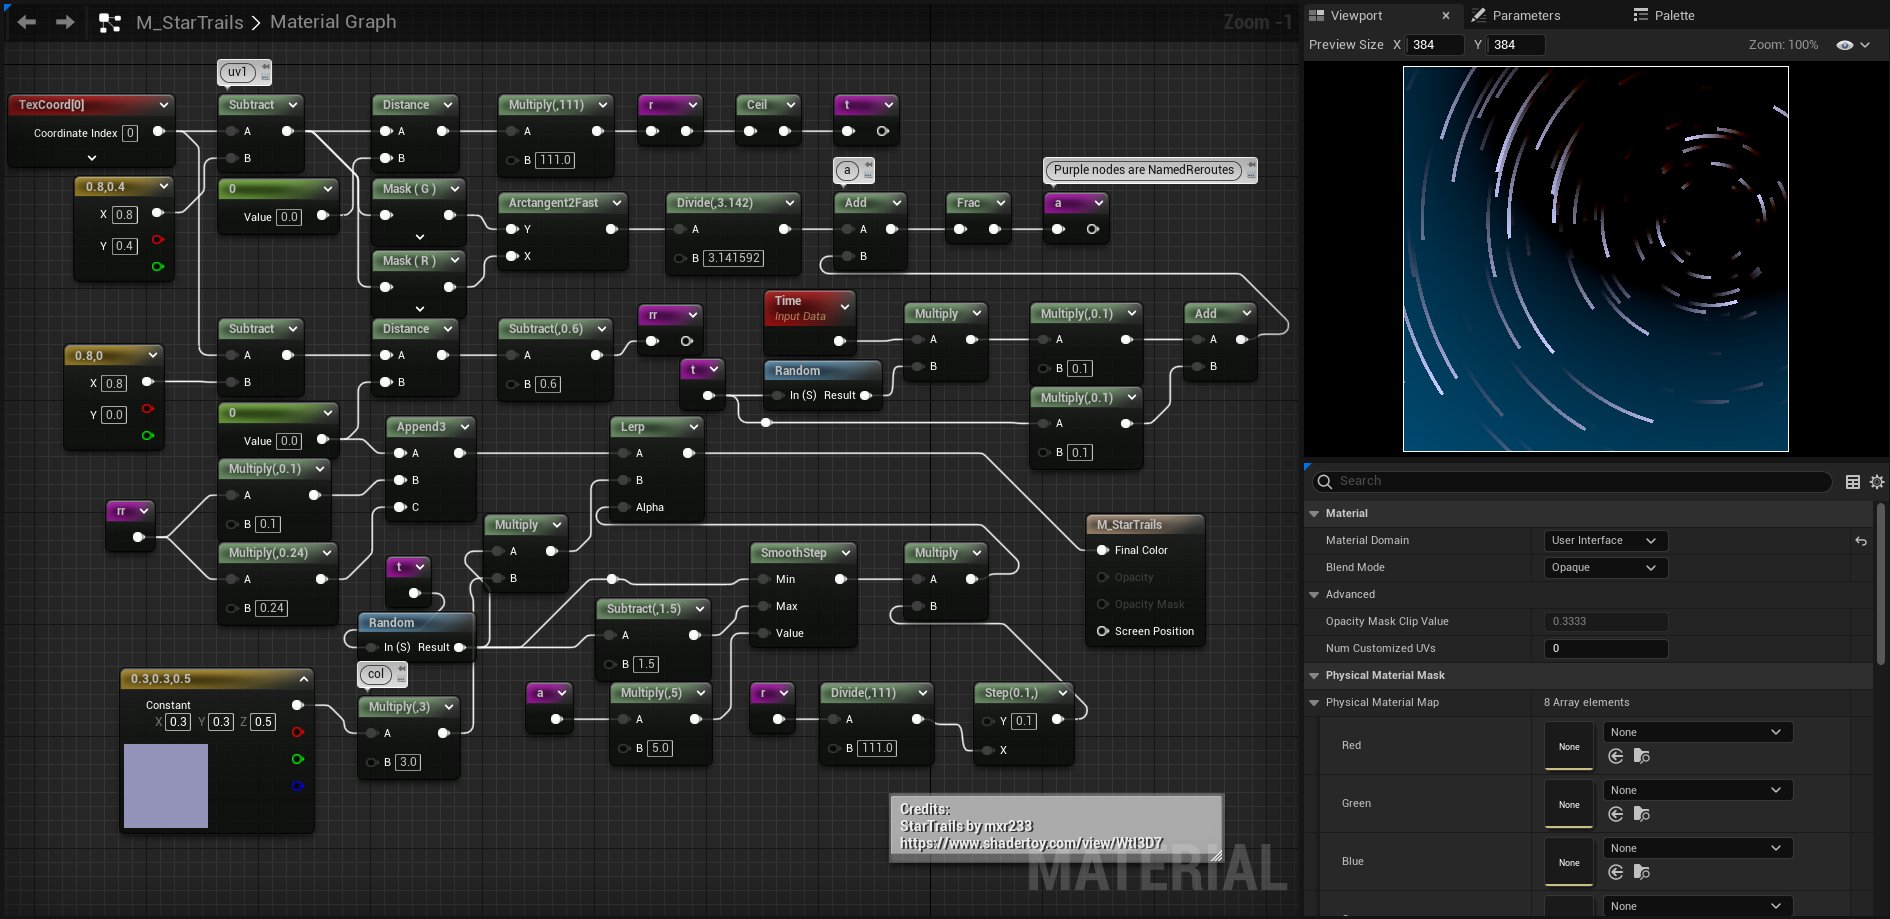 M_StarTrails > Material Graph
Zoom -1
uv1
TexCoord[0]
Coordinate Index 0
Subtract
A
B
Distance
A
B
Multiply(,111)
A
B 111.0
r
Ceil
t
0.8,0.4
X 0.8
Y 0.4
0
Value 0.0
Mask ( G )
Mask ( R )
Arctangent2Fast
Y
X
Divide(,3.142)
A
B 3.141592
a
Add
A
B
Frac
Purple nodes are NamedReroutes
a
Subtract
A
B
Distance
A
B
Subtract(,0.6)
A
B 0.6
rr
Time
Input Data
Multiply
A
B
Multiply(,0.1)
A
B 0.1
Add
A
B
t
Random
In (S) Result
Multiply(,0.1)
A
B 0.1
0.8,0
X 0.8
Y 0.0
0
Value 0.0
Append3
A
B
C
Lerp
A
B
Alpha
rr
Multiply(,0.1)
A
B 0.1
Multiply(,0.24)
A
B 0.24
t
Multiply
A
B
Random
In (S) Result
SmoothStep
Min
Max
Value
Multiply
A
B
Subtract(,1.5)
A
B 1.5
M_StarTrails
Final Color
Opacity
Opacity Mask
Screen Position
0.3,0.3,0.5
Constant
X 0.3 Y 0.3 Z 0.5
col
Multiply(,3)
A
B 3.0
a
Multiply(,5)
A
B 5.0
r
Divide(,111)
A
B 111.0
Step(0.1,)
Y 0.1
X
Credits:
StarTrails by mxr233
https://www.shadertoy.com/view/Wtl3D7
MATERIAL
Viewport
Parameters
Palette
Preview Size X 384 Y 384
Zoom: 100%
Search
Material
Material Domain User Interface
Blend Mode Opaque
Advanced
Opacity Mask Clip Value 0.3333
Num Customized UVs 0
Physical Material Mask
Physical Material Map 8 Array elements
Red None None
Green None None
Blue None None
None